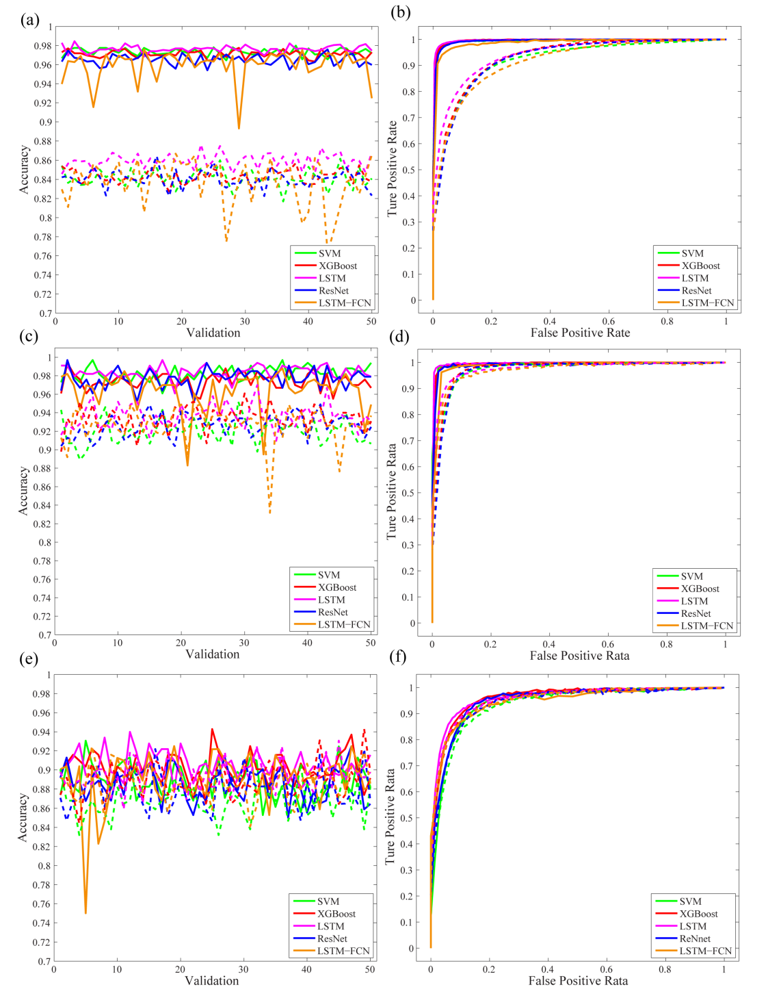 (a)
1
0.98
0.96
0.94
0.92
0.9
0.88
0.86
0.84
0.82
0.8
0.78
0.76
0.74
0.72
0.7
0
10
20
30
40
50
Accuracy
Validation
SVM
XGBoost
LSTM
ResNet
LSTM−FCN
(b)
1
0.9
0.8
0.7
0.6
0.5
0.4
0.3
0.2
0.1
0
0
0.2
0.4
0.6
0.8
1
Ture Positive Rate
False Positive Rate
SVM
XGBoost
LSTM
ResNet
LSTM−FCN
(c)
1
0.98
0.96
0.94
0.92
0.9
0.88
0.86
0.84
0.82
0.8
0.78
0.76
0.74
0.72
0.7
0
10
20
30
40
50
Accuracy
Validation
SVM
XGBoost
LSTM
ResNet
LSTM−FCN
(d)
1
0.9
0.8
0.7
0.6
0.5
0.4
0.3
0.2
0.1
0
0
0.2
0.4
0.6
0.8
1
Ture Positive Rata
False Positive Rata
SVM
XGBoost
LSTM
ResNet
LSTM−FCN
(e)
1
0.98
0.96
0.94
0.92
0.9
0.88
0.86
0.84
0.82
0.8
0.78
0.76
0.74
0.72
0.7
0
10
20
30
40
50
Accuracy
Validation
SVM
XGBoost
LSTM
ResNet
LSTM−FCN
(f)
1
0.9
0.8
0.7
0.6
0.5
0.4
0.3
0.2
0.1
0
0
0.2
0.4
0.6
0.8
1
Ture Positive Rata
False Positive Rata
SVM
XGBoost
LSTM
ReNnet
LSTM−FCN